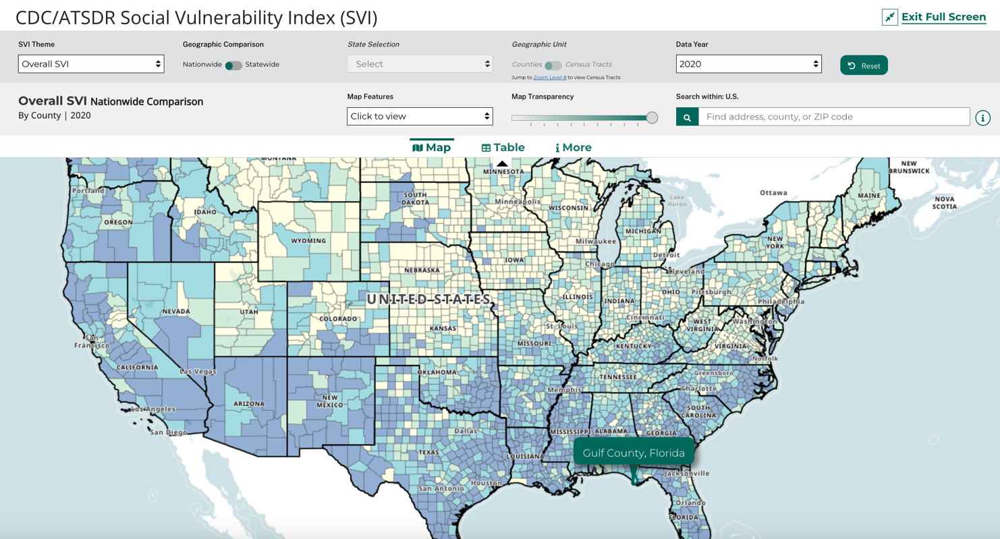 CDC/ATSDR Social Vulnerability Index (SVI)
Exit Full Screen
SVI Theme
Geographic Comparison
State Selection
Geographic Unit
Data Year
Overall SVI
Nationwide
Statewide
Select
Counties
Census Tracts
2020
Reset
Jump to Zoom Level 8 to view Census Tracts
Overall SVI Nationwide Comparison
By County | 2020
Map Features
Map Transparency
Search within: U.S.
Click to view
Find address, county, or ZIP code
Map
Table
More
MONTANA
MINNESOTA
NEW
BRUNSWICK
Portland
Ottawa
MAINE
NOVA
SCOTIA
Lake
Huron
SOUTH
DAKOTA
Minneapolis
WISCONSIN
IDAHO
OREGON
MICHIGAN
WYOMING
Milwaukee
NEW
YORK
Detroit
IOWA
Chicago
NEBRASKA
Cleveland
UNITED STATES
ILLINOIS
INDIANA
OHIO
Pittsburgh
Philadelphia
NEVADA
UTAH
COLORADO
Cincinnati
WEST
VIRGINIA
Washington
KANSAS
St. Louis
San
Francisco
MISSOURI
KENTUCKY
VIRGINIA
Norfolk
CALIFORNIA
Las Vegas
OKLAHOMA
TENNESSEE
Greensboro
Memphis
Charlotte
ARIZONA
NEW
MEXICO
Los Angeles
SOUTH
CAROLINA
San Diego
Dallas
MISSISSIPPI
ALABAMA
GEORGIA
TEXAS
LOUISIANA
Gulf County, Florida
Jacksonville
Houston
San Antonio
Orlando
FLORIDA